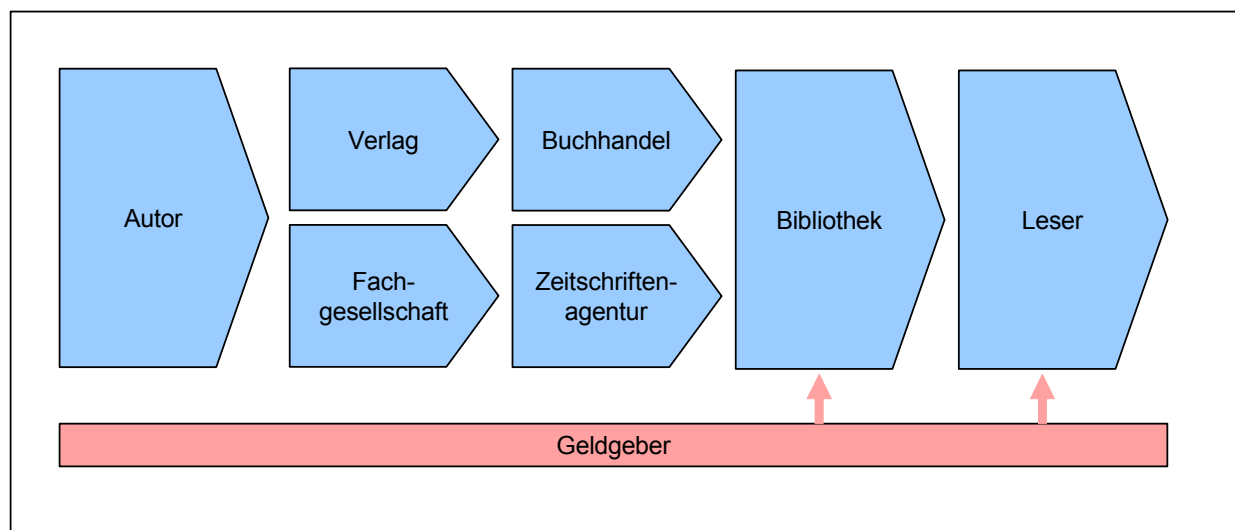 Autor
Verlag
Fach-
gesellschaft
Buchhandel
Zeitschriften-
agentur
Bibliothek
Leser
Geldgeber